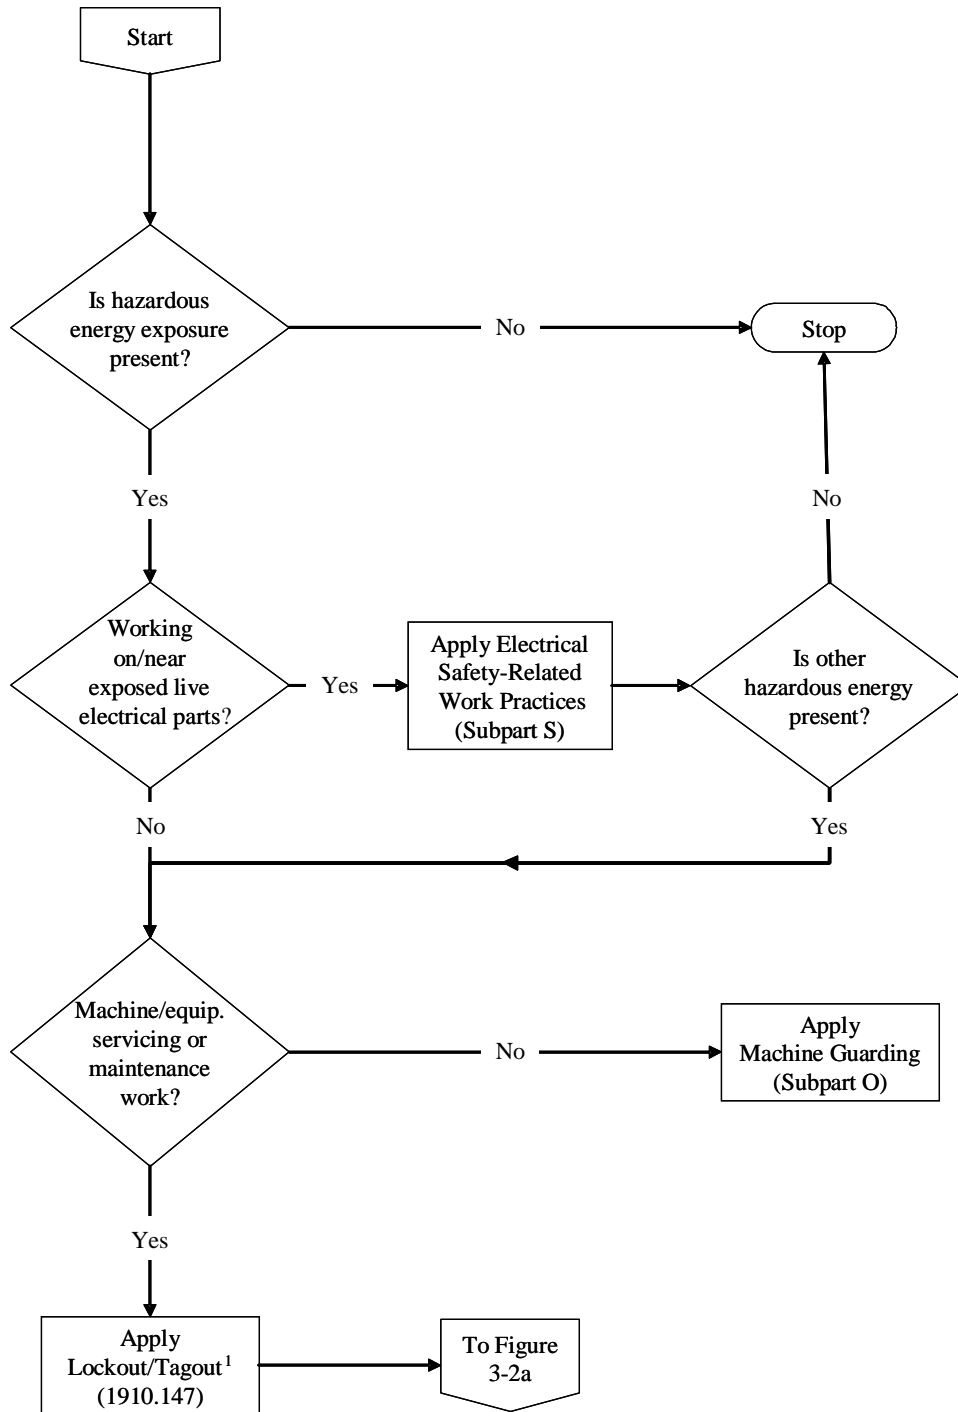 Start
Is hazardous
energy exposure
present?
No
Stop
Yes
No
Working
on/near
exposed live
electrical parts?
Yes
Apply Electrical
Safety-Related
Work Practices
(Subpart S)
Is other
hazardous energy
present?
No
Yes
Machine/equip.
servicing or
maintenance
work?
No
Apply
Machine Guarding
(Subpart O)
Yes
Apply
Lockout/Tagout¹
(1910.147)
To Figure
3-2a